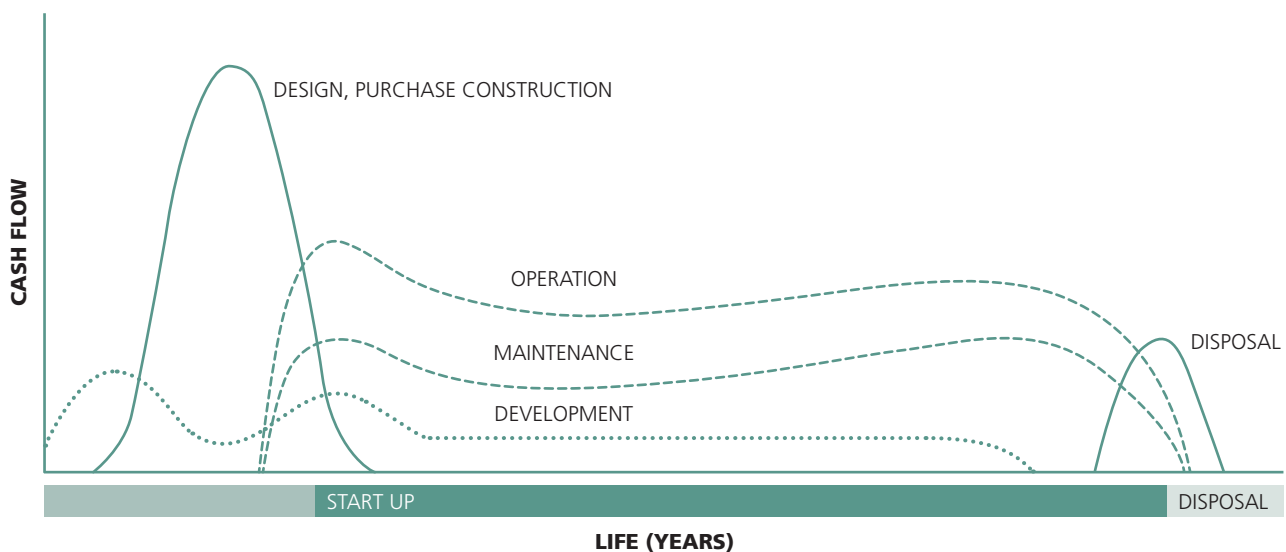 DESIGN, PURCHASE CONSTRUCTION
CASH FLOW
OPERATION
DISPOSAL
MAINTENANCE
DEVELOPMENT
START UP
DISPOSAL
LIFE (YEARS)